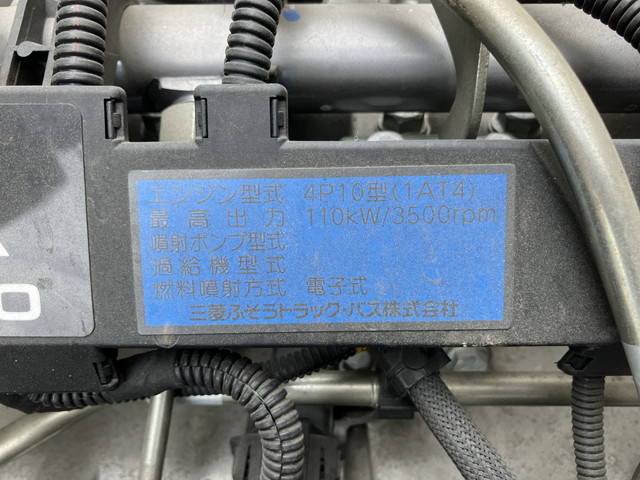 エンジン型式 4P10型(1AT4)
最高出力 110kW/3500rpm
噴射ポンプ型式
過給機型式
燃料噴射方式 電子式
三菱ふそうトラック・バス株式会社